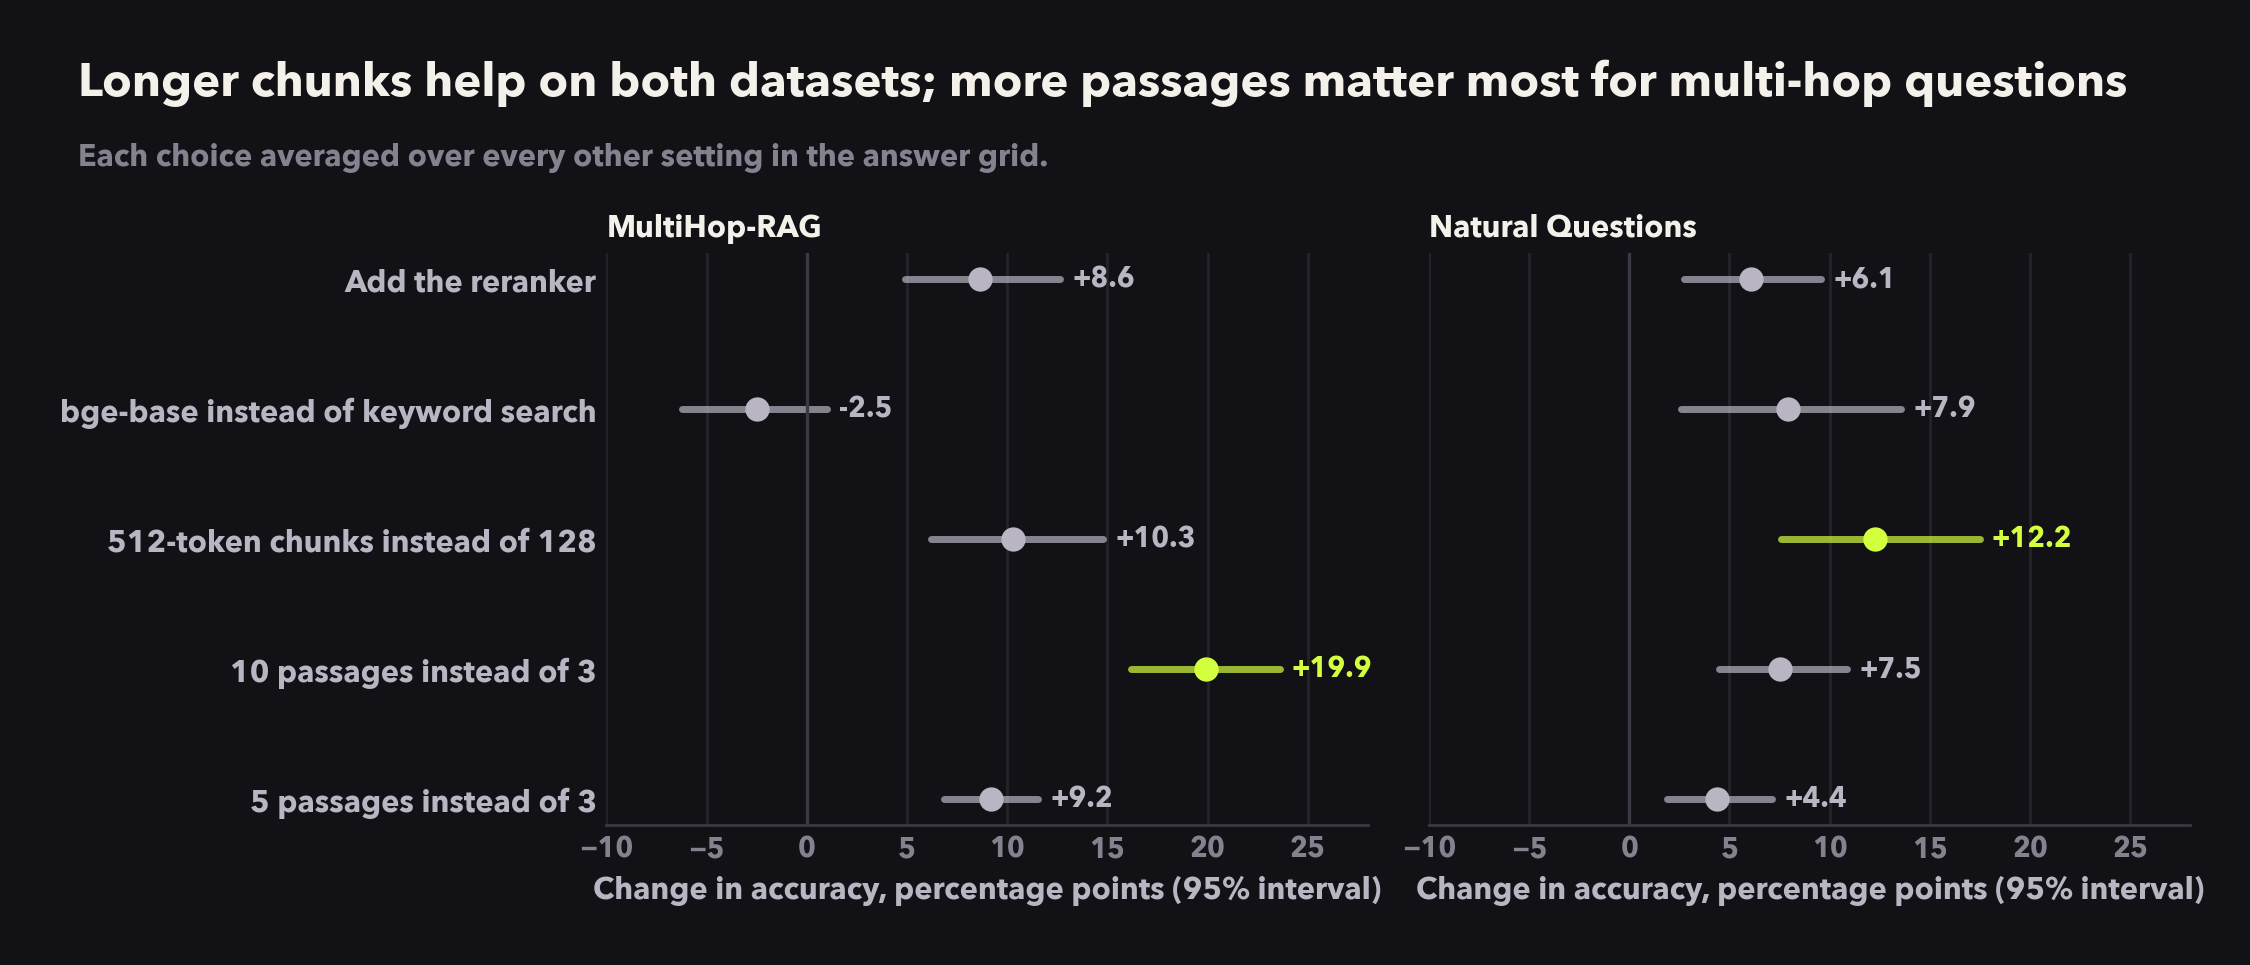 Longer chunks help on both datasets; more passages matter most for multi-hop questions
Each choice averaged over every other setting in the answer grid.
MultiHop-RAG
Natural Questions
Add the reranker
+8.6
+6.1
bge-base instead of keyword search
-2.5
+7.9
512-token chunks instead of 128
+10.3
+12.2
10 passages instead of 3
+19.9
+7.5
5 passages instead of 3
+9.2
+4.4
−10 −5 0 5 10 15 20 25
−10 −5 0 5 10 15 20 25
Change in accuracy, percentage points (95% interval)
Change in accuracy, percentage points (95% interval)